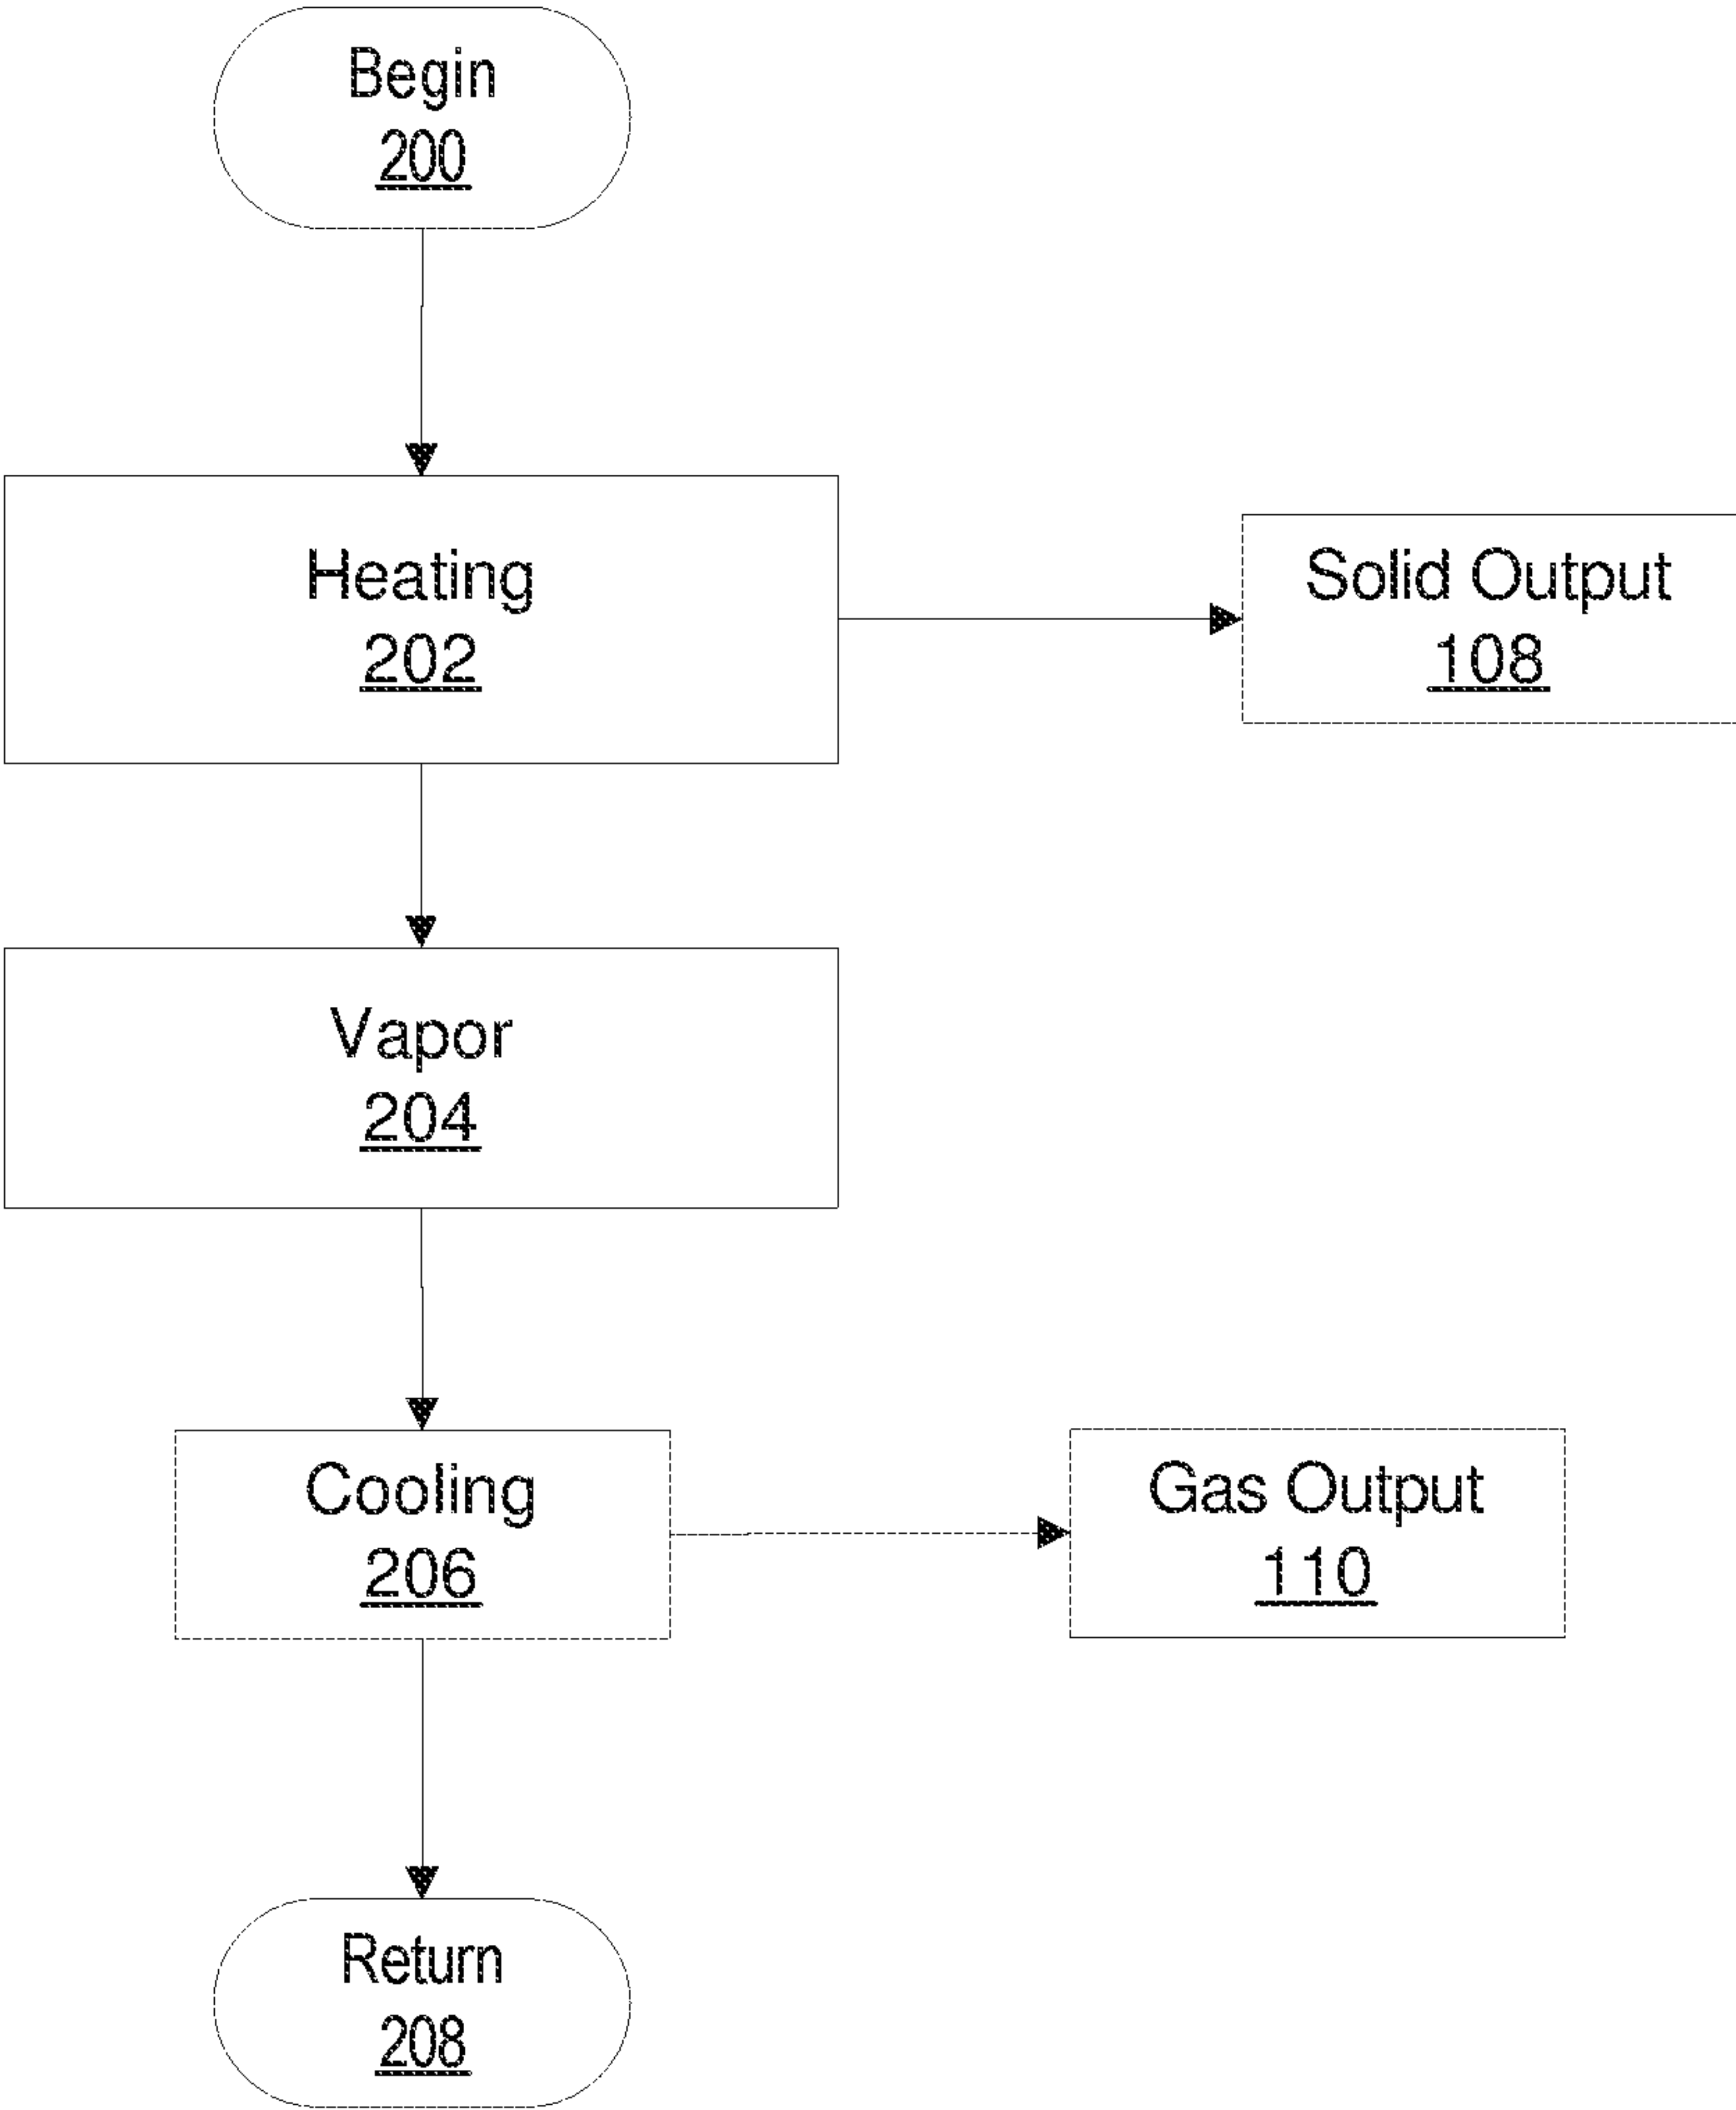 Begin
200
Heating
202
Solid Output
108
Vapor
204
Cooling
206
Gas Output
110
Return
208